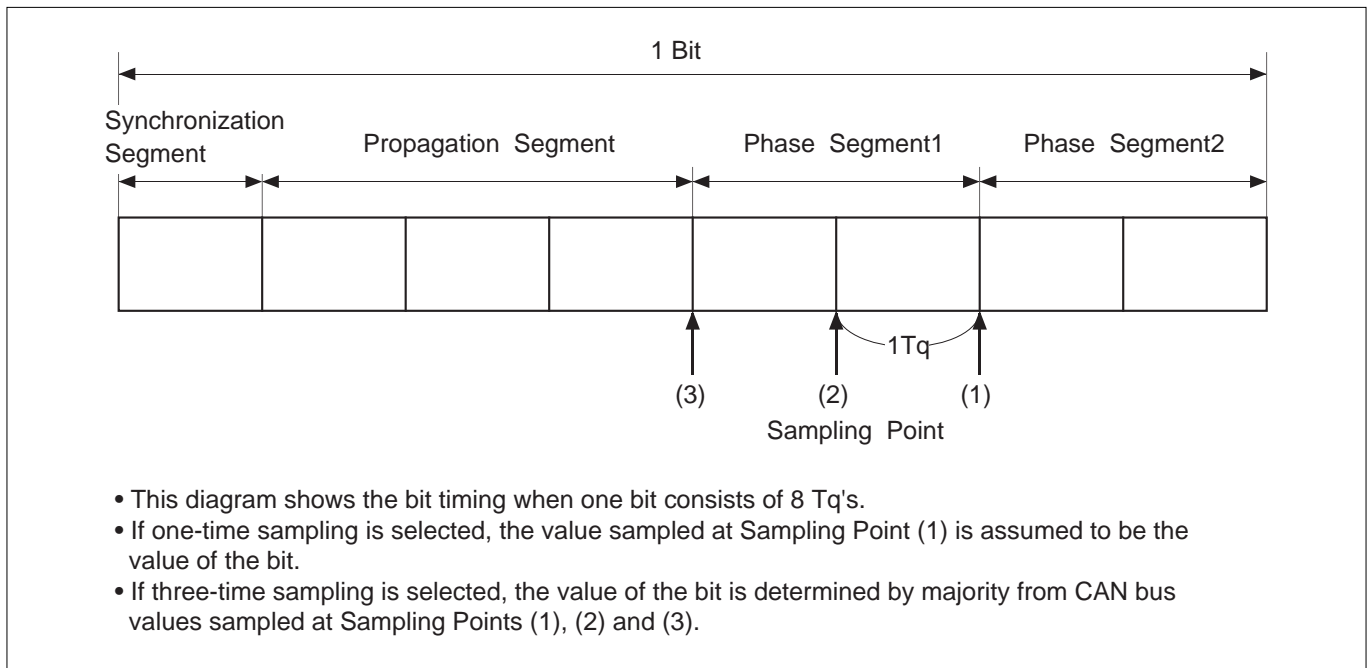 1 Bit
Synchronization
Segment
Propagation Segment
Phase Segment1
Phase Segment2
1Tq
(3)
(2)
(1)
Sampling Point
• This diagram shows the bit timing when one bit consists of 8 Tq's.
• If one-time sampling is selected, the value sampled at Sampling Point (1) is assumed to be the
value of the bit.
• If three-time sampling is selected, the value of the bit is determined by majority from CAN bus
values sampled at Sampling Points (1), (2) and (3).